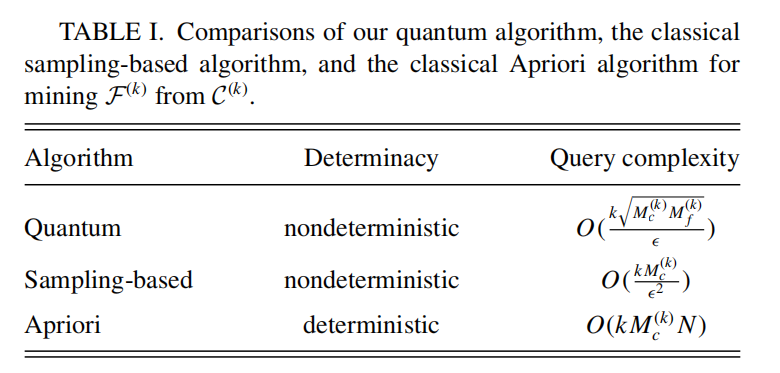 TABLE I. Comparisons of our quantum algorithm, the classical
sampling-based algorithm, and the classical Apriori algorithm for
mining $\mathcal{F}^{(k)}$ from $\mathcal{C}^{(k)}$.
Algorithm Determinacy Query complexity
Quantum nondeterministic $O(\frac{k\sqrt{M_c^{(k)} M_f^{(k)}}}{\epsilon})$
Sampling-based nondeterministic $O(\frac{kM_c^{(k)}}{\epsilon^2})$
Apriori deterministic $O(kM_c^{(k)}N)$